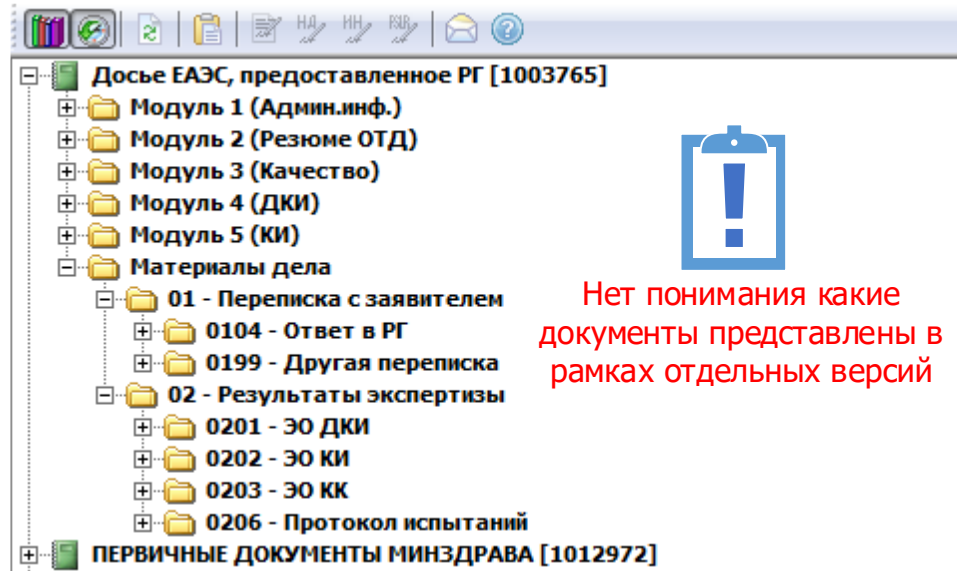 НД ИН РЗЦВ
Досье ЕАЭС, предоставленное РГ [1003765]
Модуль 1 (Админ.инф.)
Модуль 2 (Резюме ОТД)
Модуль 3 (Качество)
Модуль 4 (ДКИ)
Модуль 5 (КИ)
Материалы дела
01 - Переписка с заявителем
0104 - Ответ в РГ
0199 - Другая переписка
02 - Результаты экспертизы
0201 - ЭО ДКИ
0202 - ЭО КИ
0203 - ЭО КК
0206 - Протокол испытаний
ПЕРВИЧНЫЕ ДОКУМЕНТЫ МИНЗДРАВА [1012972]
Нет понимания какие
документы представлены в
рамках отдельных версий